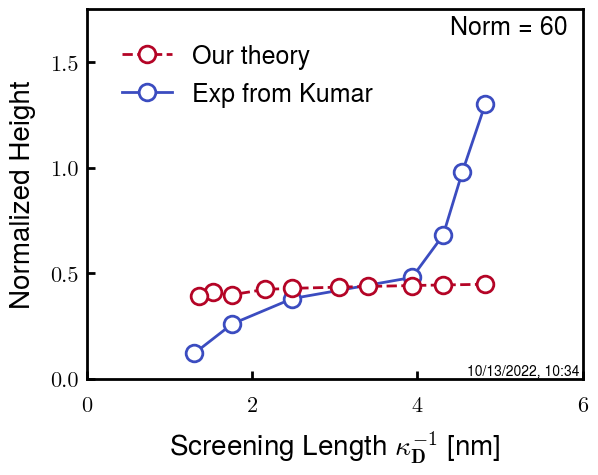 Norm = 60
Our theory
Exp from Kumar
Normalized Height
1.5
1.0
0.5
0.0
10/13/2022, 10:34
0 2 4 6
Screening Length κ_D^{-1} [nm]